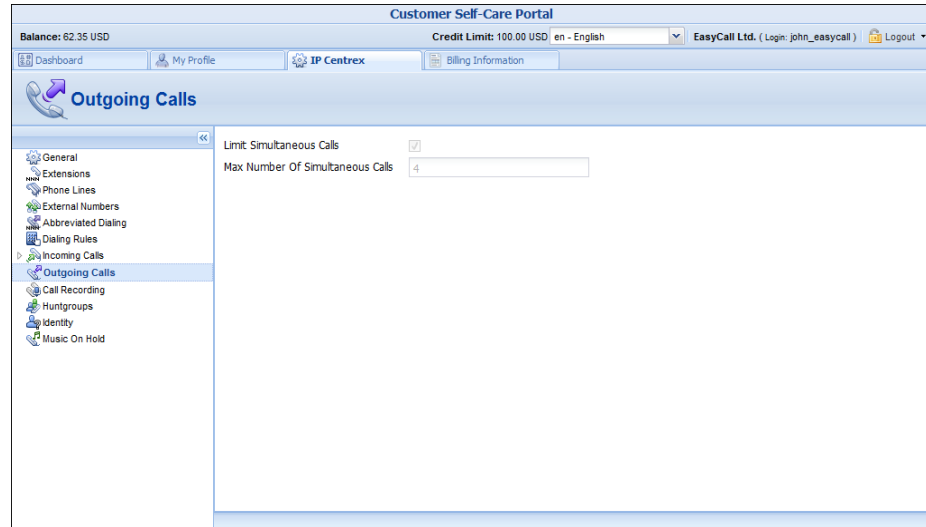 Customer Self-Care Portal
Balance: 62.35 USD Credit Limit: 100.00 USD en - English EasyCall Ltd. ( Login: john_easycall ) Logout
Dashboard My Profile IP Centrex Billing Information
Outgoing Calls
General
Extensions
Phone Lines
External Numbers
Abbreviated Dialing
Dialing Rules
Incoming Calls
Outgoing Calls
Call Recording
Huntgroups
Identity
Music On Hold
Limit Simultaneous Calls
Max Number Of Simultaneous Calls 4